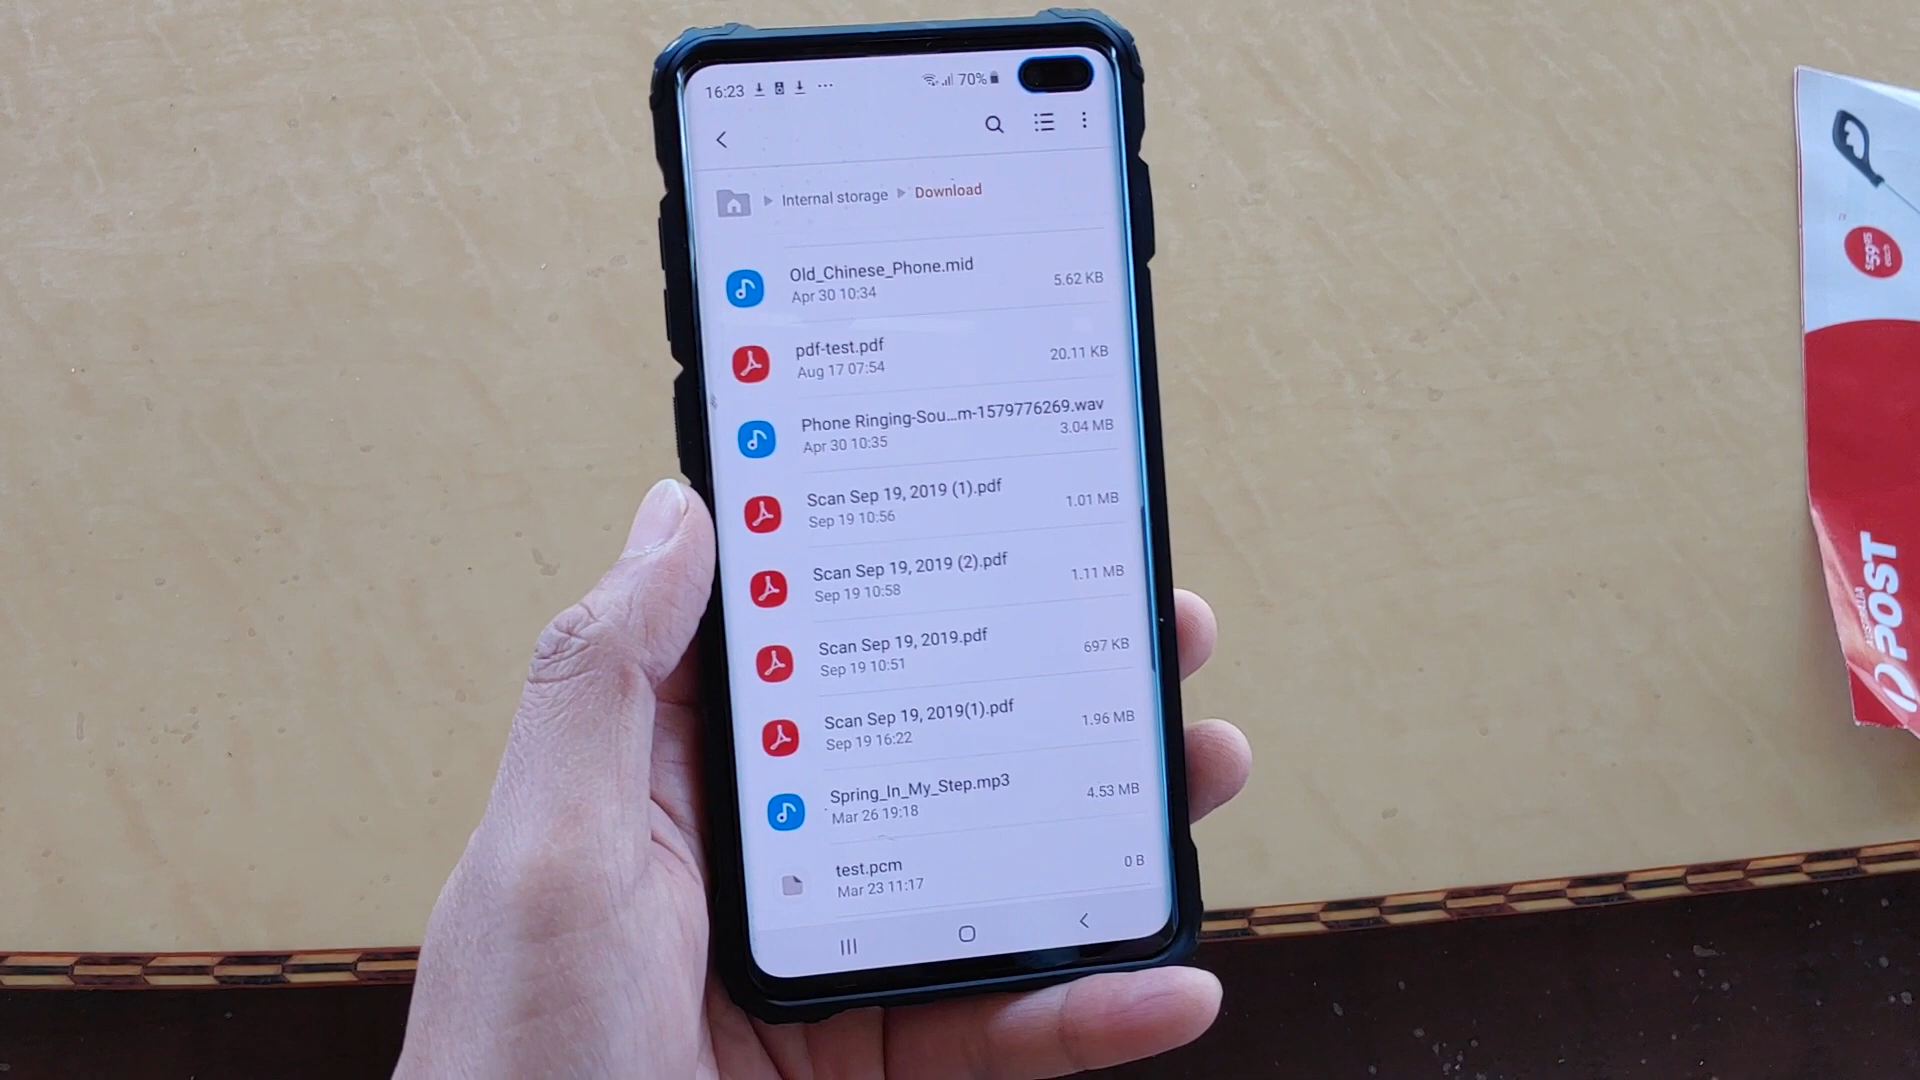 16:23
70%
Internal storage
Download
Old_Chinese_Phone.mid
Apr 30 10:34
5.62 KB
pdf-test.pdf
Aug 17 07:54
20.11 KB
Phone Ringing-Sou...m-1579776269.wav
Apr 30 10:35
3.04 MB
Scan Sep 19, 2019 (1).pdf
Sep 19 10:56
1.01 MB
Scan Sep 19, 2019 (2).pdf
Sep 19 10:58
1.11 MB
Scan Sep 19, 2019.pdf
Sep 19 10:51
697 KB
Scan Sep 19, 2019(1).pdf
Sep 19 16:22
1.96 MB
Spring_In_My_Step.mp3
Mar 26 19:18
4.53 MB
test.pcm
Mar 23 11:17
0 B
each
POST